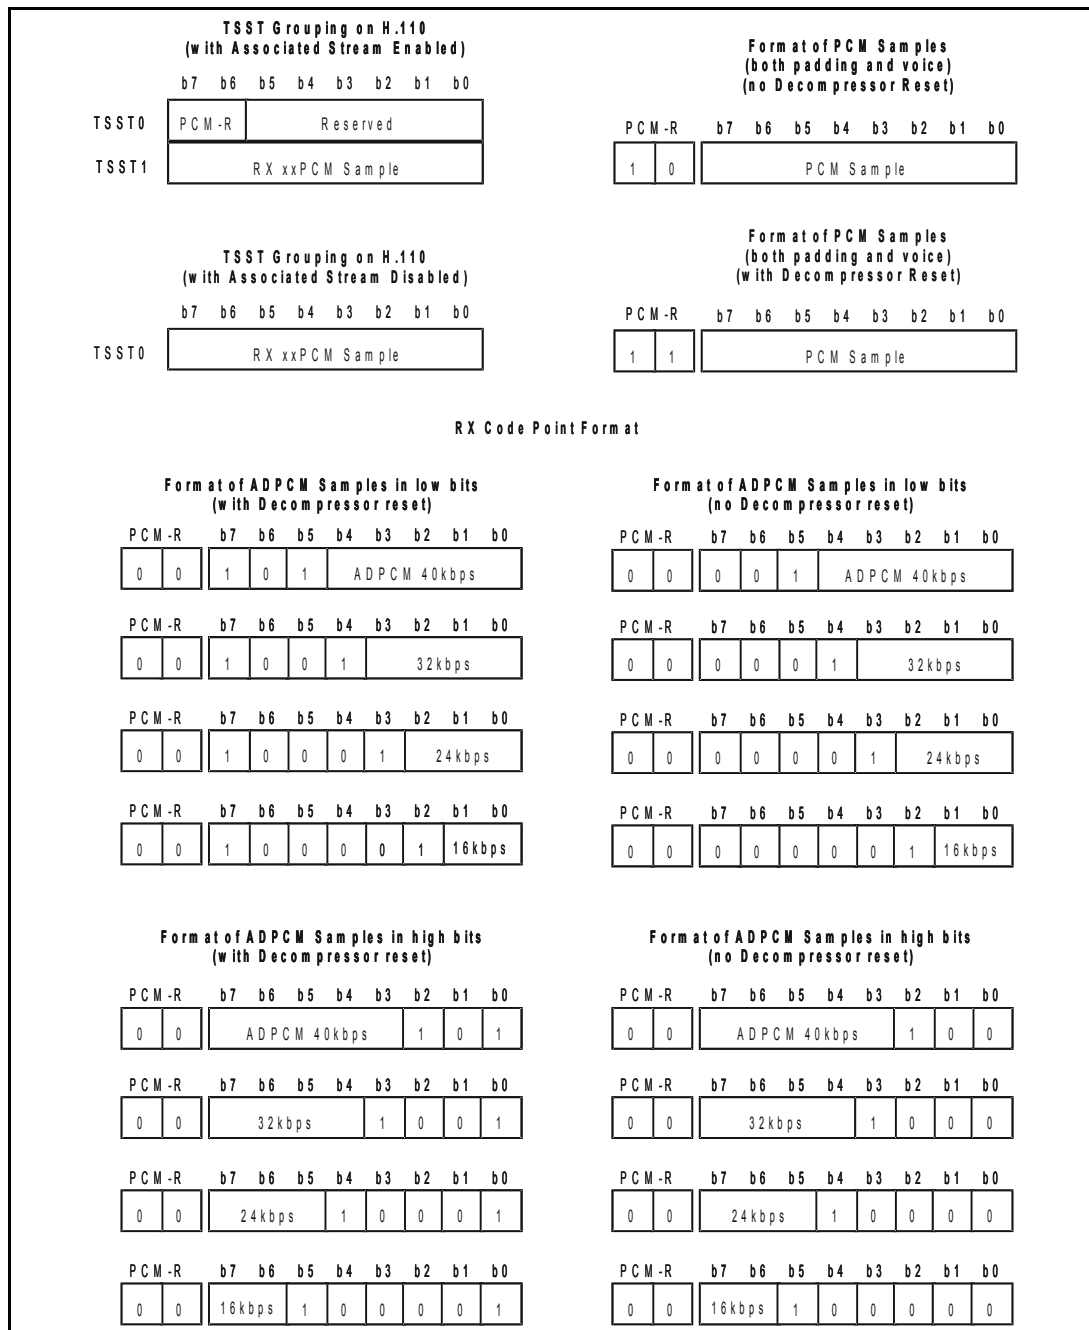 TSST Grouping on H.110
(with Associated Stream Enabled)
b7 b6 b5 b4 b3 b2 b1 b0
TSST0 PCM-R Reserved
TSST1 RX xxPCM Sample
Format of PCM Samples
(both padding and voice)
(no Decompressor Reset)
PCM-R b7 b6 b5 b4 b3 b2 b1 b0
1 0 PCM Sample
TSST Grouping on H.110
(with Associated Stream Disabled)
b7 b6 b5 b4 b3 b2 b1 b0
TSST0 RX xxPCM Sample
Format of PCM Samples
(both padding and voice)
(with Decompressor Reset)
PCM-R b7 b6 b5 b4 b3 b2 b1 b0
1 1 PCM Sample
RX Code Point Format
Format of ADPCM Samples in low bits
(with Decompressor reset)
PCM-R b7 b6 b5 b4 b3 b2 b1 b0
0 0 1 0 1 ADPCM 40kbps
PCM-R b7 b6 b5 b4 b3 b2 b1 b0
0 0 1 0 0 1 32kbps
PCM-R b7 b6 b5 b4 b3 b2 b1 b0
0 0 1 0 0 0 1 24kbps
PCM-R b7 b6 b5 b4 b3 b2 b1 b0
0 0 1 0 0 0 0 1 16kbps
Format of ADPCM Samples in low bits
(no Decompressor reset)
PCM-R b7 b6 b5 b4 b3 b2 b1 b0
0 0 0 0 1 ADPCM 40kbps
PCM-R b7 b6 b5 b4 b3 b2 b1 b0
0 0 0 0 0 1 32kbps
PCM-R b7 b6 b5 b4 b3 b2 b1 b0
0 0 0 0 0 0 1 24kbps
PCM-R b7 b6 b5 b4 b3 b2 b1 b0
0 0 0 0 0 0 0 1 16kbps
Format of ADPCM Samples in high bits
(with Decompressor reset)
PCM-R b7 b6 b5 b4 b3 b2 b1 b0
0 0 ADPCM 40kbps 1 0 1
PCM-R b7 b6 b5 b4 b3 b2 b1 b0
0 0 32kbps 1 0 0 1
PCM-R b7 b6 b5 b4 b3 b2 b1 b0
0 0 24kbps 1 0 0 0 1
PCM-R b7 b6 b5 b4 b3 b2 b1 b0
0 0 16kbps 1 0 0 0 0 1
Format of ADPCM Samples in high bits
(no Decompressor reset)
PCM-R b7 b6 b5 b4 b3 b2 b1 b0
0 0 ADPCM 40kbps 1 0 0
PCM-R b7 b6 b5 b4 b3 b2 b1 b0
0 0 32kbps 1 0 0 0
PCM-R b7 b6 b5 b4 b3 b2 b1 b0
0 0 24kbps 1 0 0 0 0
PCM-R b7 b6 b5 b4 b3 b2 b1 b0
0 0 16kbps 1 0 0 0 0 0